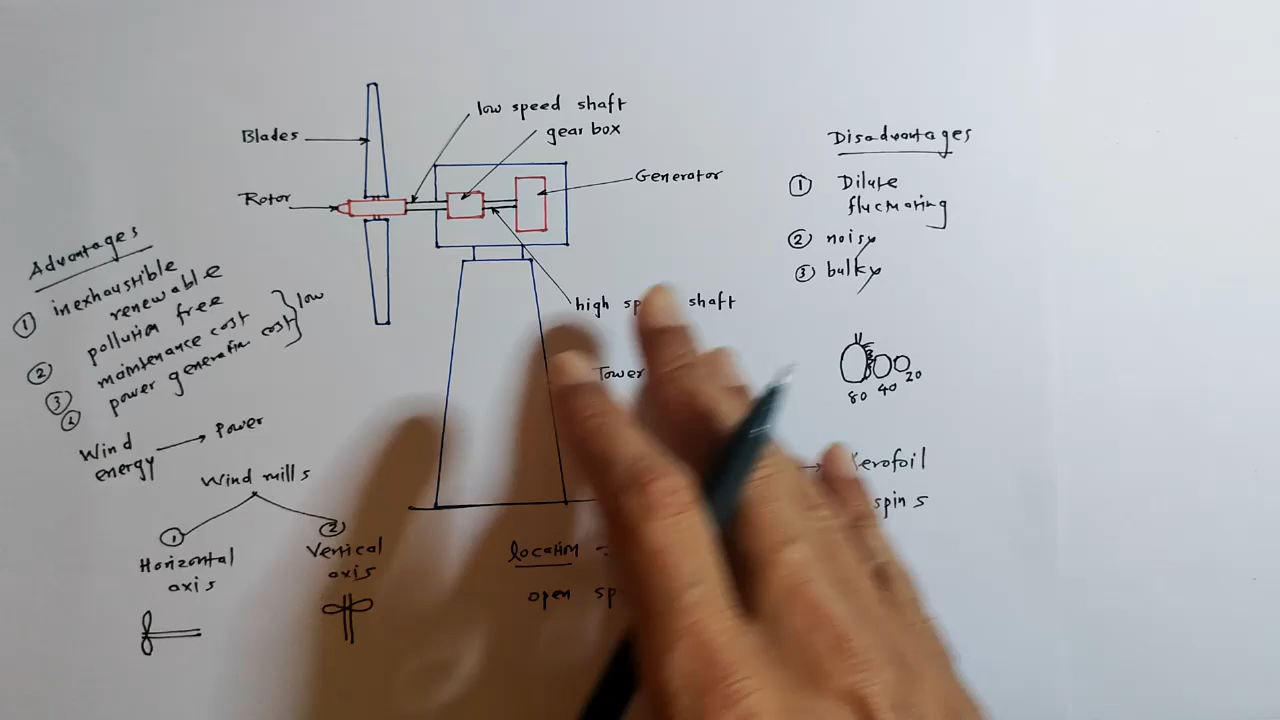 low speed shaft
gear box
Blades
Generator
Rotor
high shaft
Tower
Disadvantages
1 Dilute
fluctuating
2 noisy
3 bulky
80 40 20
Aerofoil
spins
Advantages
1 inexhaustible
renewable
2 pollution free
3 maintenance cost
4 power generation cost
low
Wind
energy
Power
Wind mills
1
Horizontal
axis
2
Vertical
axis
location
open